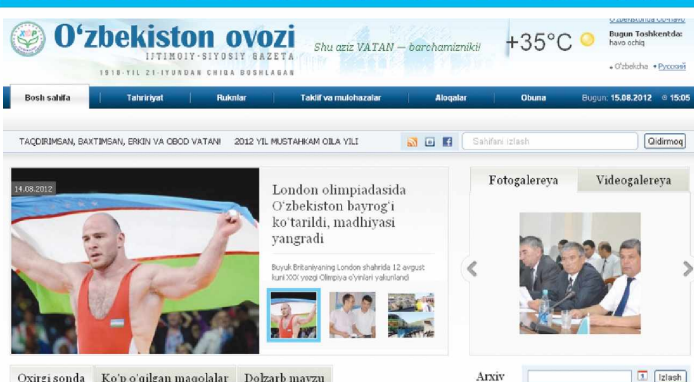 O'zbekiston ovozi
IJTIMOIY-SIYOSIY GAZETA
1918-YIL 21-IYUNDAN CHIQA BOSHLAGAN
Shu aziz VATAN — barchamizniki!
+35°C
Bugun Toshkentda:
havo ochiq
O'zbekcha Русский
Bosh sahifa Tahririyat Ruknlar Taklif va mulohazalar Aloqalar Obuna Bugun: 15.08.2012 15:05
TAQDIRIMSAN, BAXTIMSAN, ERKIN VA OBOD VATAN! 2012 YIL MUSTAHKAM OILA YILI
Sahifani izlash Qidirmoq
14.08.2012
London olimpiadasida
O'zbekiston bayrog'i
ko'tarildi, madhiyasi
yangradi
Buyuk Britaniyaning London shahrida 12 avgust
kuni XXX yozgi Olimpiya o'yinlari yakunlandi
Fotogalereya Videogalereya
Oxirgi sonda Ko'p o'qilgan maqolalar Dolzarb mavzu
Arxiv Izlash